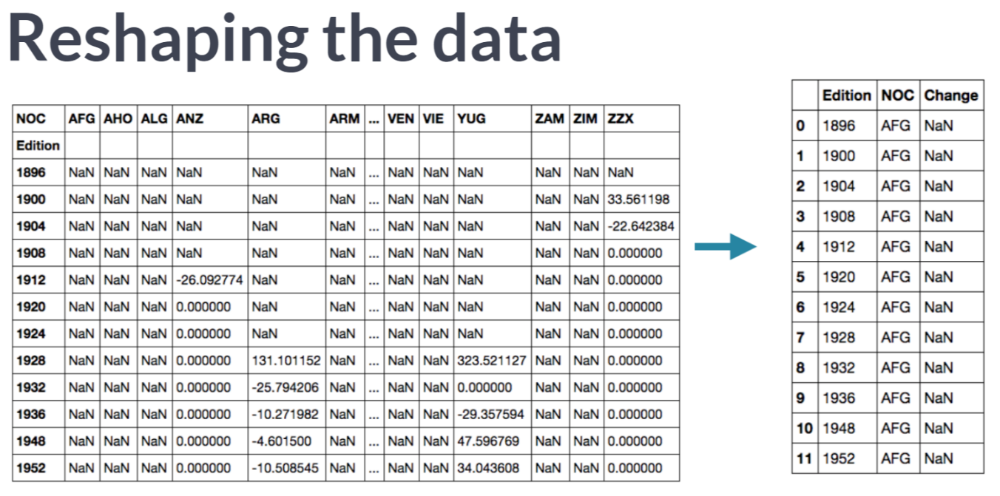 Reshaping the data
NOC AFG AHO ALG ANZ ARG ARM ... VEN VIE YUG ZAM ZIM ZZX
Edition
1896 NaN NaN NaN NaN NaN NaN ... NaN NaN NaN NaN NaN NaN
1900 NaN NaN NaN NaN NaN NaN ... NaN NaN NaN NaN NaN 33.561198
1904 NaN NaN NaN NaN NaN NaN ... NaN NaN NaN NaN NaN -22.642384
1908 NaN NaN NaN NaN NaN NaN ... NaN NaN NaN NaN NaN 0.000000
1912 NaN NaN NaN -26.092774 NaN NaN ... NaN NaN NaN NaN NaN 0.000000
1920 NaN NaN NaN 0.000000 NaN NaN ... NaN NaN NaN NaN NaN 0.000000
1924 NaN NaN NaN 0.000000 NaN NaN ... NaN NaN NaN NaN NaN 0.000000
1928 NaN NaN NaN 0.000000 131.101152 NaN ... NaN NaN 323.521127 NaN NaN 0.000000
1932 NaN NaN NaN 0.000000 -25.794206 NaN ... NaN NaN 0.000000 NaN NaN 0.000000
1936 NaN NaN NaN 0.000000 -10.271982 NaN ... NaN NaN -29.357594 NaN NaN 0.000000
1948 NaN NaN NaN 0.000000 -4.601500 NaN ... NaN NaN 47.596769 NaN NaN 0.000000
1952 NaN NaN NaN 0.000000 -10.508545 NaN ... NaN NaN 34.043608 NaN NaN 0.000000
Edition NOC Change
0 1896 AFG NaN
1 1900 AFG NaN
2 1904 AFG NaN
3 1908 AFG NaN
4 1912 AFG NaN
5 1920 AFG NaN
6 1924 AFG NaN
7 1928 AFG NaN
8 1932 AFG NaN
9 1936 AFG NaN
10 1948 AFG NaN
11 1952 AFG NaN